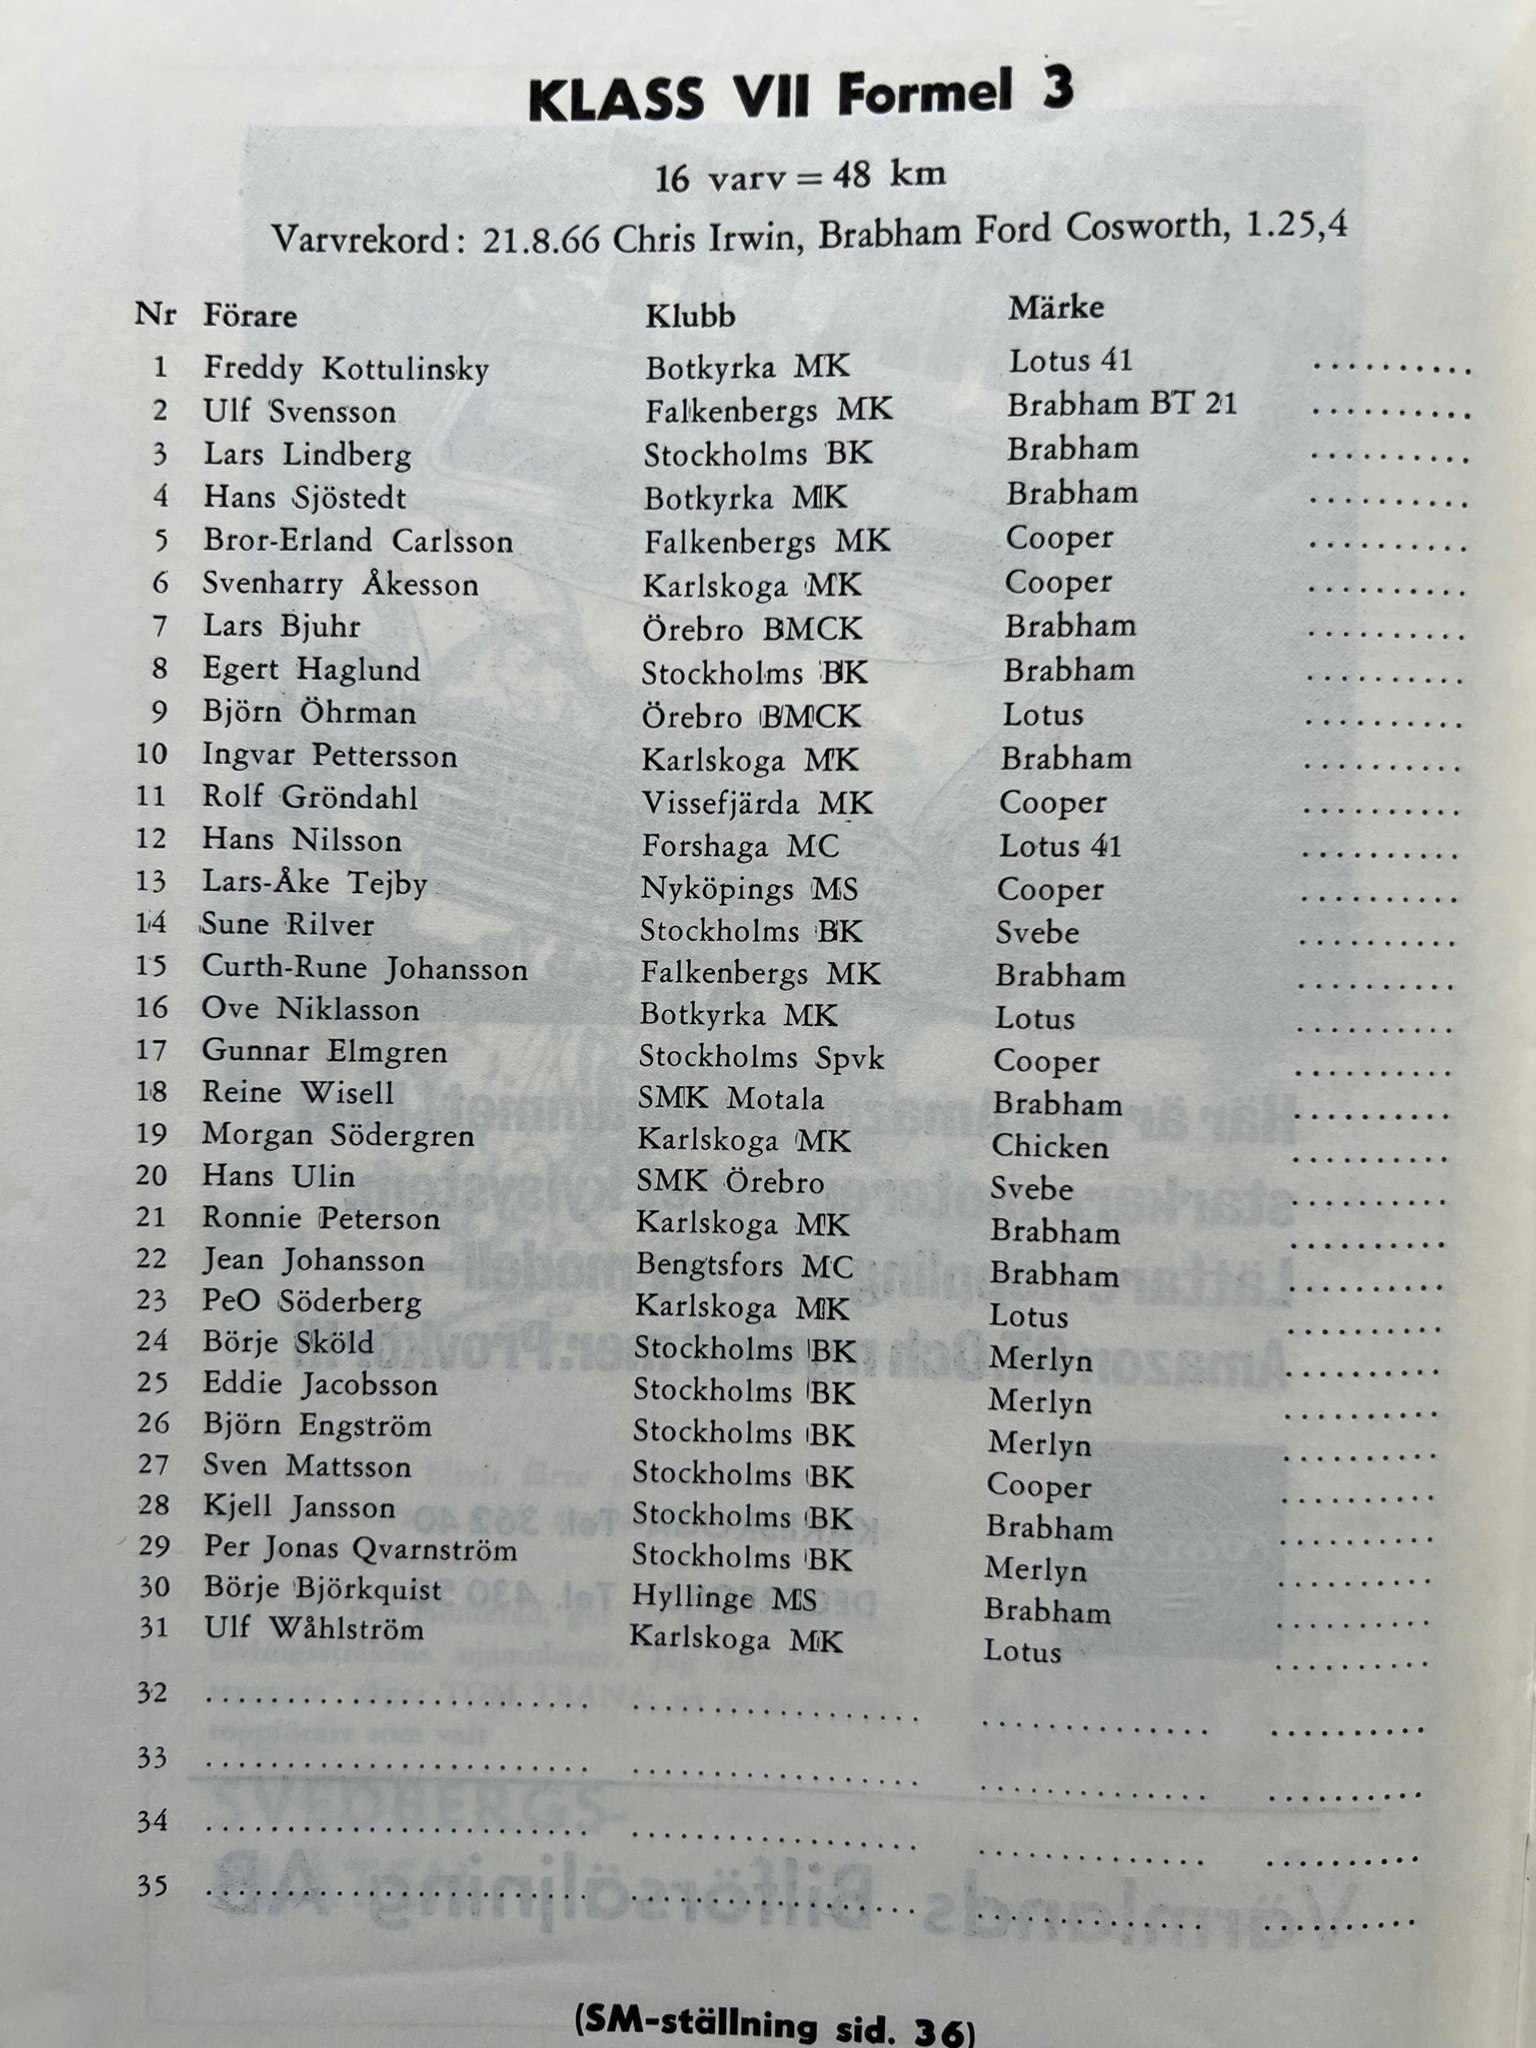 KLASS VII Formel 3
16 varv = 48 km
Varvrekord: 21.8.66 Chris Irwin, Brabham Ford Cosworth, 1.25,4
Nr Förare Klubb Märke
1 Freddy Kottulinsky Botkyrka MK Lotus 41 ..........
2 Ulf Svensson Falkenbergs MK Brabham BT 21 ..........
3 Lars Lindberg Stockholms BK Brabham ..........
4 Hans Sjöstedt Botkyrka MK Brabham ..........
5 Bror-Erland Carlsson Falkenbergs MK Cooper ..........
6 Svenharry Åkesson Karlskoga MK Cooper ..........
7 Lars Bjuhr Örebro BMCK Brabham ..........
8 Egert Haglund Stockholms BK Brabham ..........
9 Björn Öhrman Örebro BMCK Lotus ..........
10 Ingvar Pettersson Karlskoga MK Brabham ..........
11 Rolf Gröndahl Vissefjärda MK Cooper ..........
12 Hans Nilsson Forshaga MC Lotus 41 ..........
13 Lars-Åke Tejby Nyköpings MS Cooper ..........
14 Sune Rilver Stockholms BK Svebe ..........
15 Curth-Rune Johansson Falkenbergs MK Brabham ..........
16 Ove Niklasson Botkyrka MK Lotus ..........
17 Gunnar Elmgren Stockholms Spvk Cooper ..........
18 Reine Wisell SMK Motala Brabham ..........
19 Morgan Södergren Karlskoga MK Chicken ..........
20 Hans Ulin SMK Örebro Svebe ..........
21 Ronnie Peterson Karlskoga MK Brabham ..........
22 Jean Johansson Bengtsfors MC Brabham ..........
23 PeO Söderberg Karlskoga MK Lotus ..........
24 Börje Sköld Stockholms BK Merlyn ..........
25 Eddie Jacobsson Stockholms BK Merlyn ..........
26 Björn Engström Stockholms BK Merlyn ..........
27 Sven Mattsson Stockholms BK Cooper ..........
28 Kjell Jansson Stockholms BK Brabham ..........
29 Per Jonas Qvarnström Stockholms BK Merlyn ..........
30 Börje Björkquist Hyllinge MS Brabham ..........
31 Ulf Wåhlström Karlskoga MK Lotus ..........
32 ........................ .................. .............. ..........
33 ........................ .................. .............. ..........
34 ........................ .................. .............. ..........
35 ........................ .................. .............. ..........
(SM-ställning sid. 36)